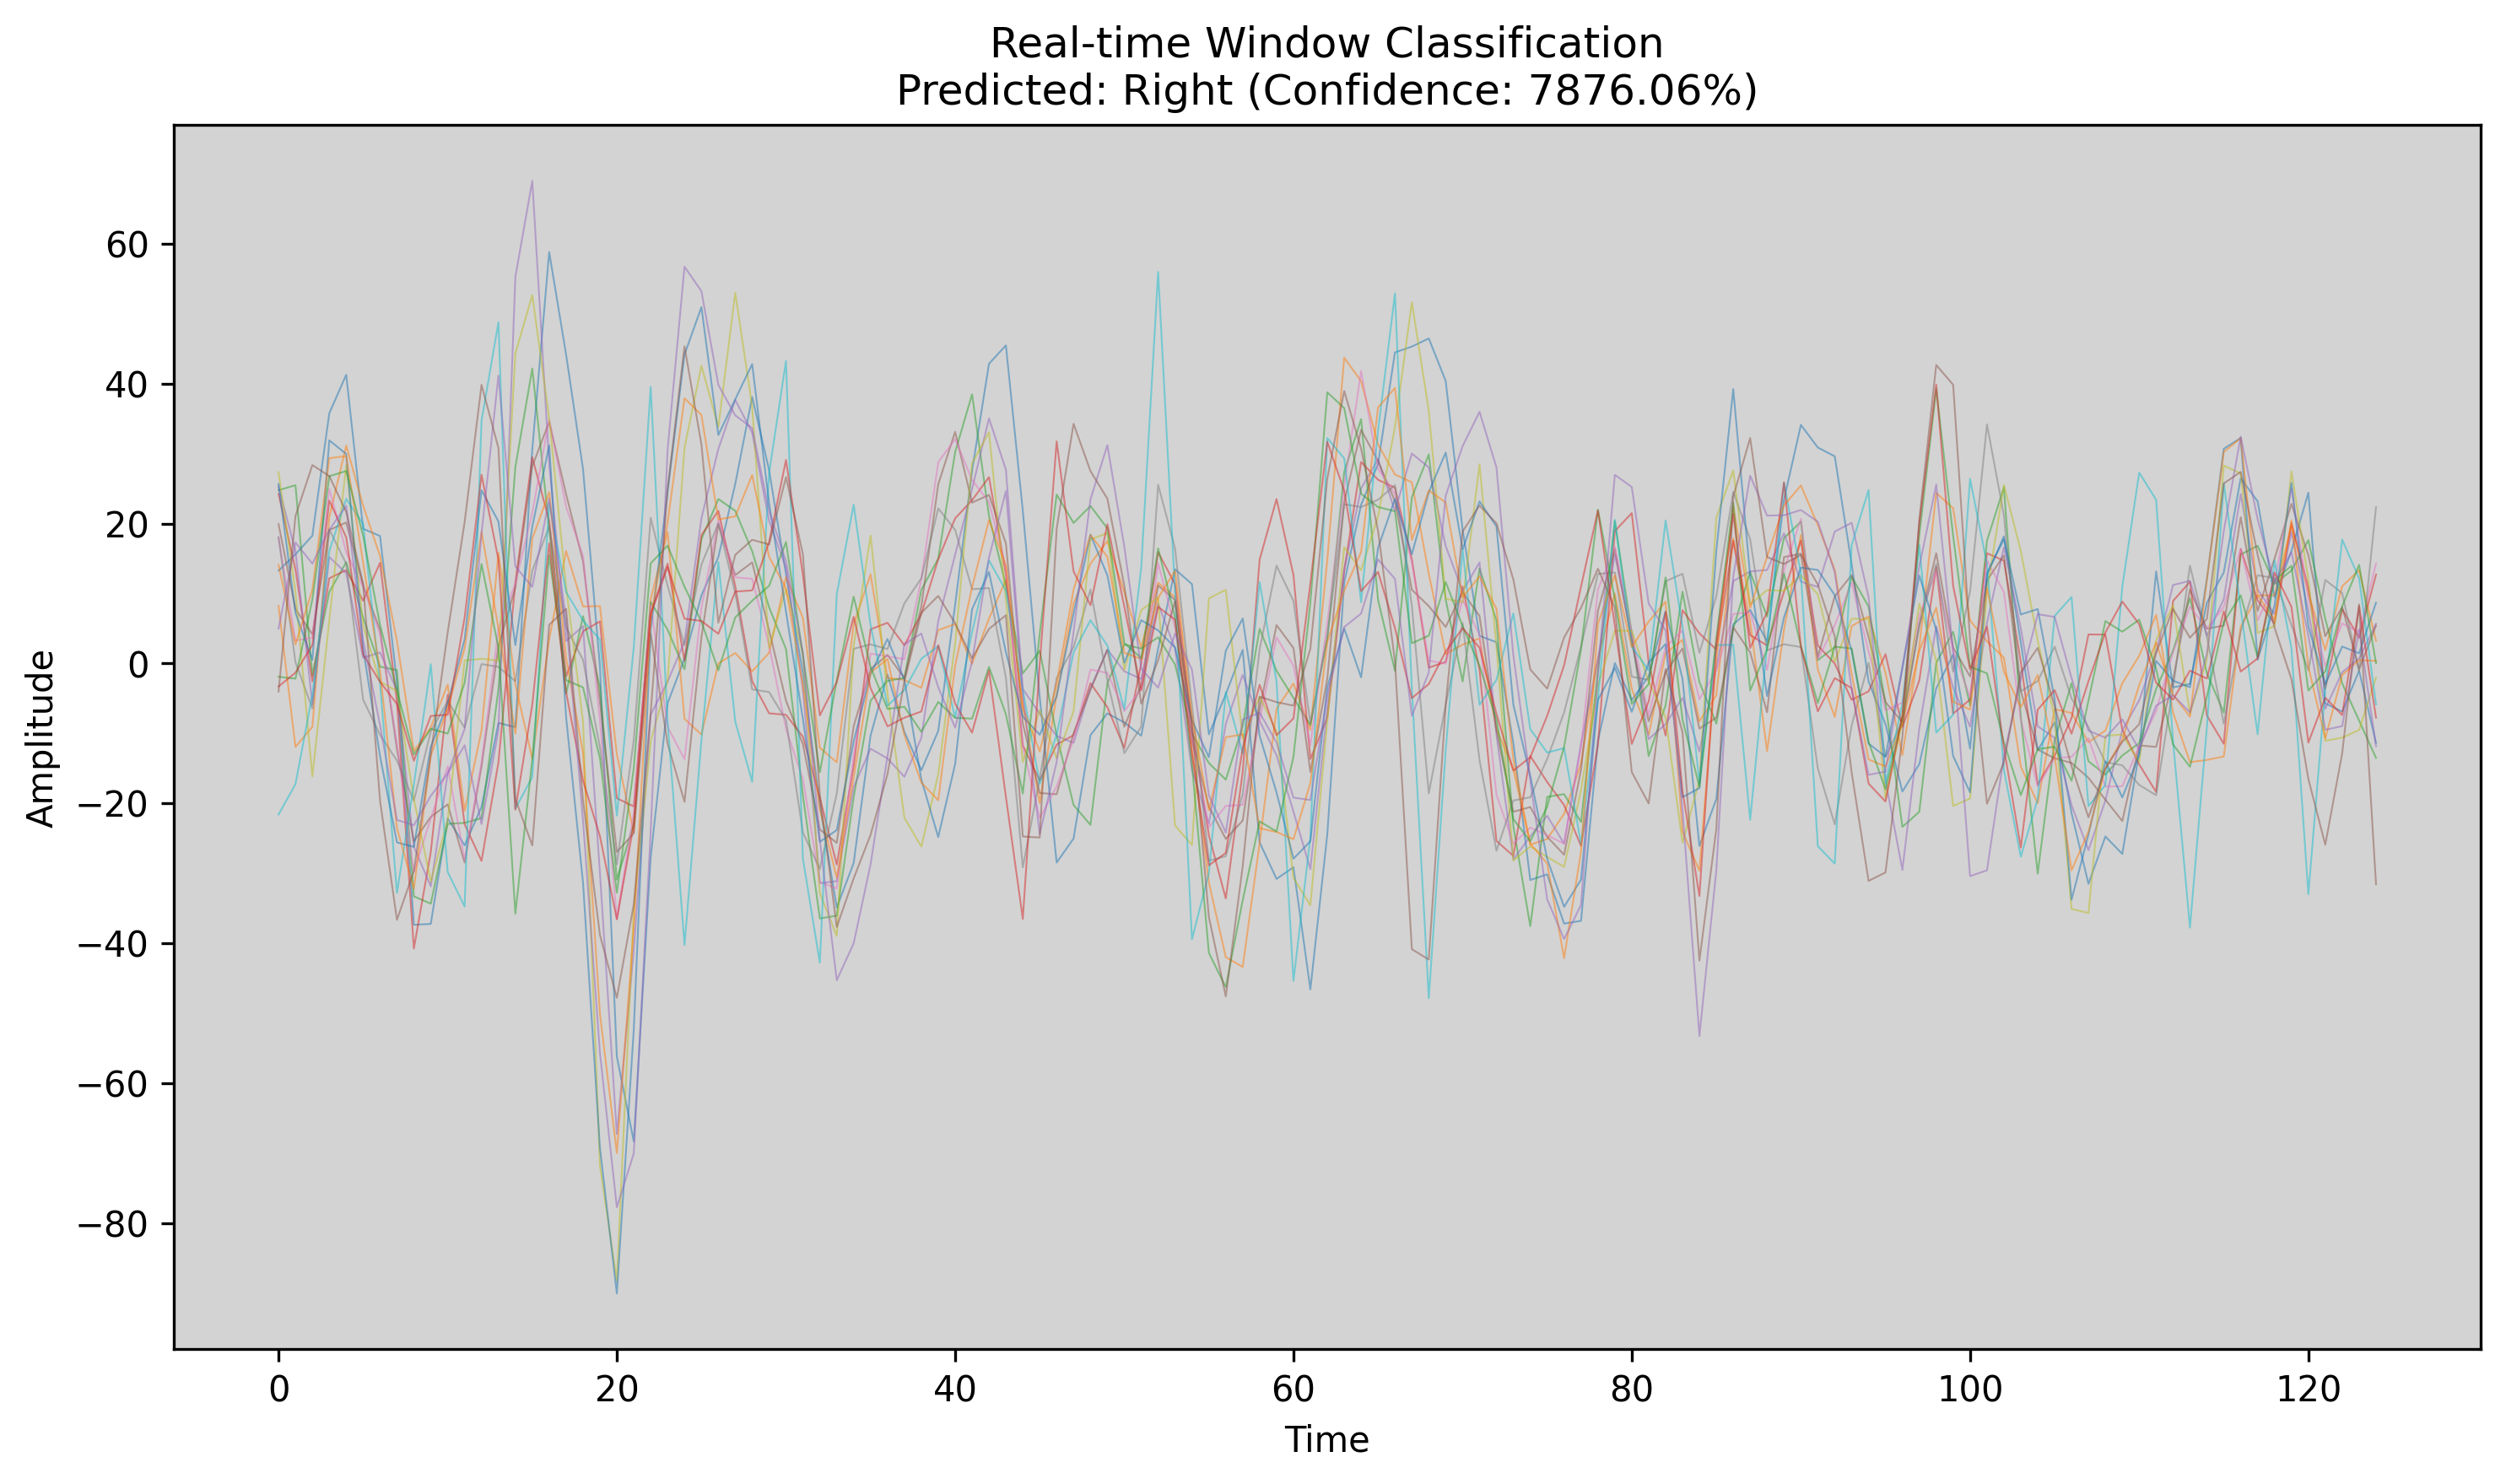 Real-time Window Classification
Predicted: Right (Confidence: 7876.06%)
60
40
20
0
−20
−40
−60
−80
Amplitude
0 20 40 60 80 100 120
Time